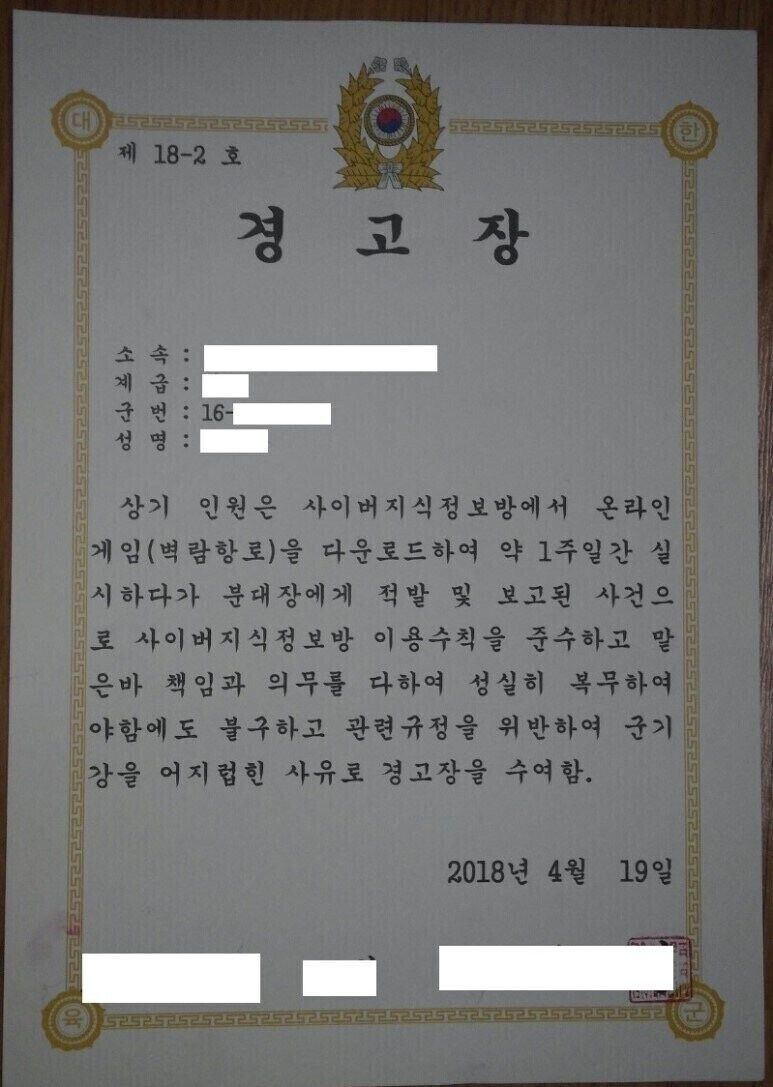 대
한
제 18-2 호
경 고 장
소 속 :
계 급 :
군 번 : 16-
성 명 :
상기 인원은 사이버지식정보방에서 온라인
게임(벽람항로)을 다운로드하여 약 1주일간 실
시하다가 분대장에게 적발 및 보고된 사건으
로 사이버지식정보방 이용수칙을 준수하고 맡
은바 책임과 의무를 다하여 성실히 복무하여
야함에도 불구하고 관련규정을 위반하여 군기
강을 어지럽힌 사유로 경고장을 수여함.
2018년 4월 19일
육
군